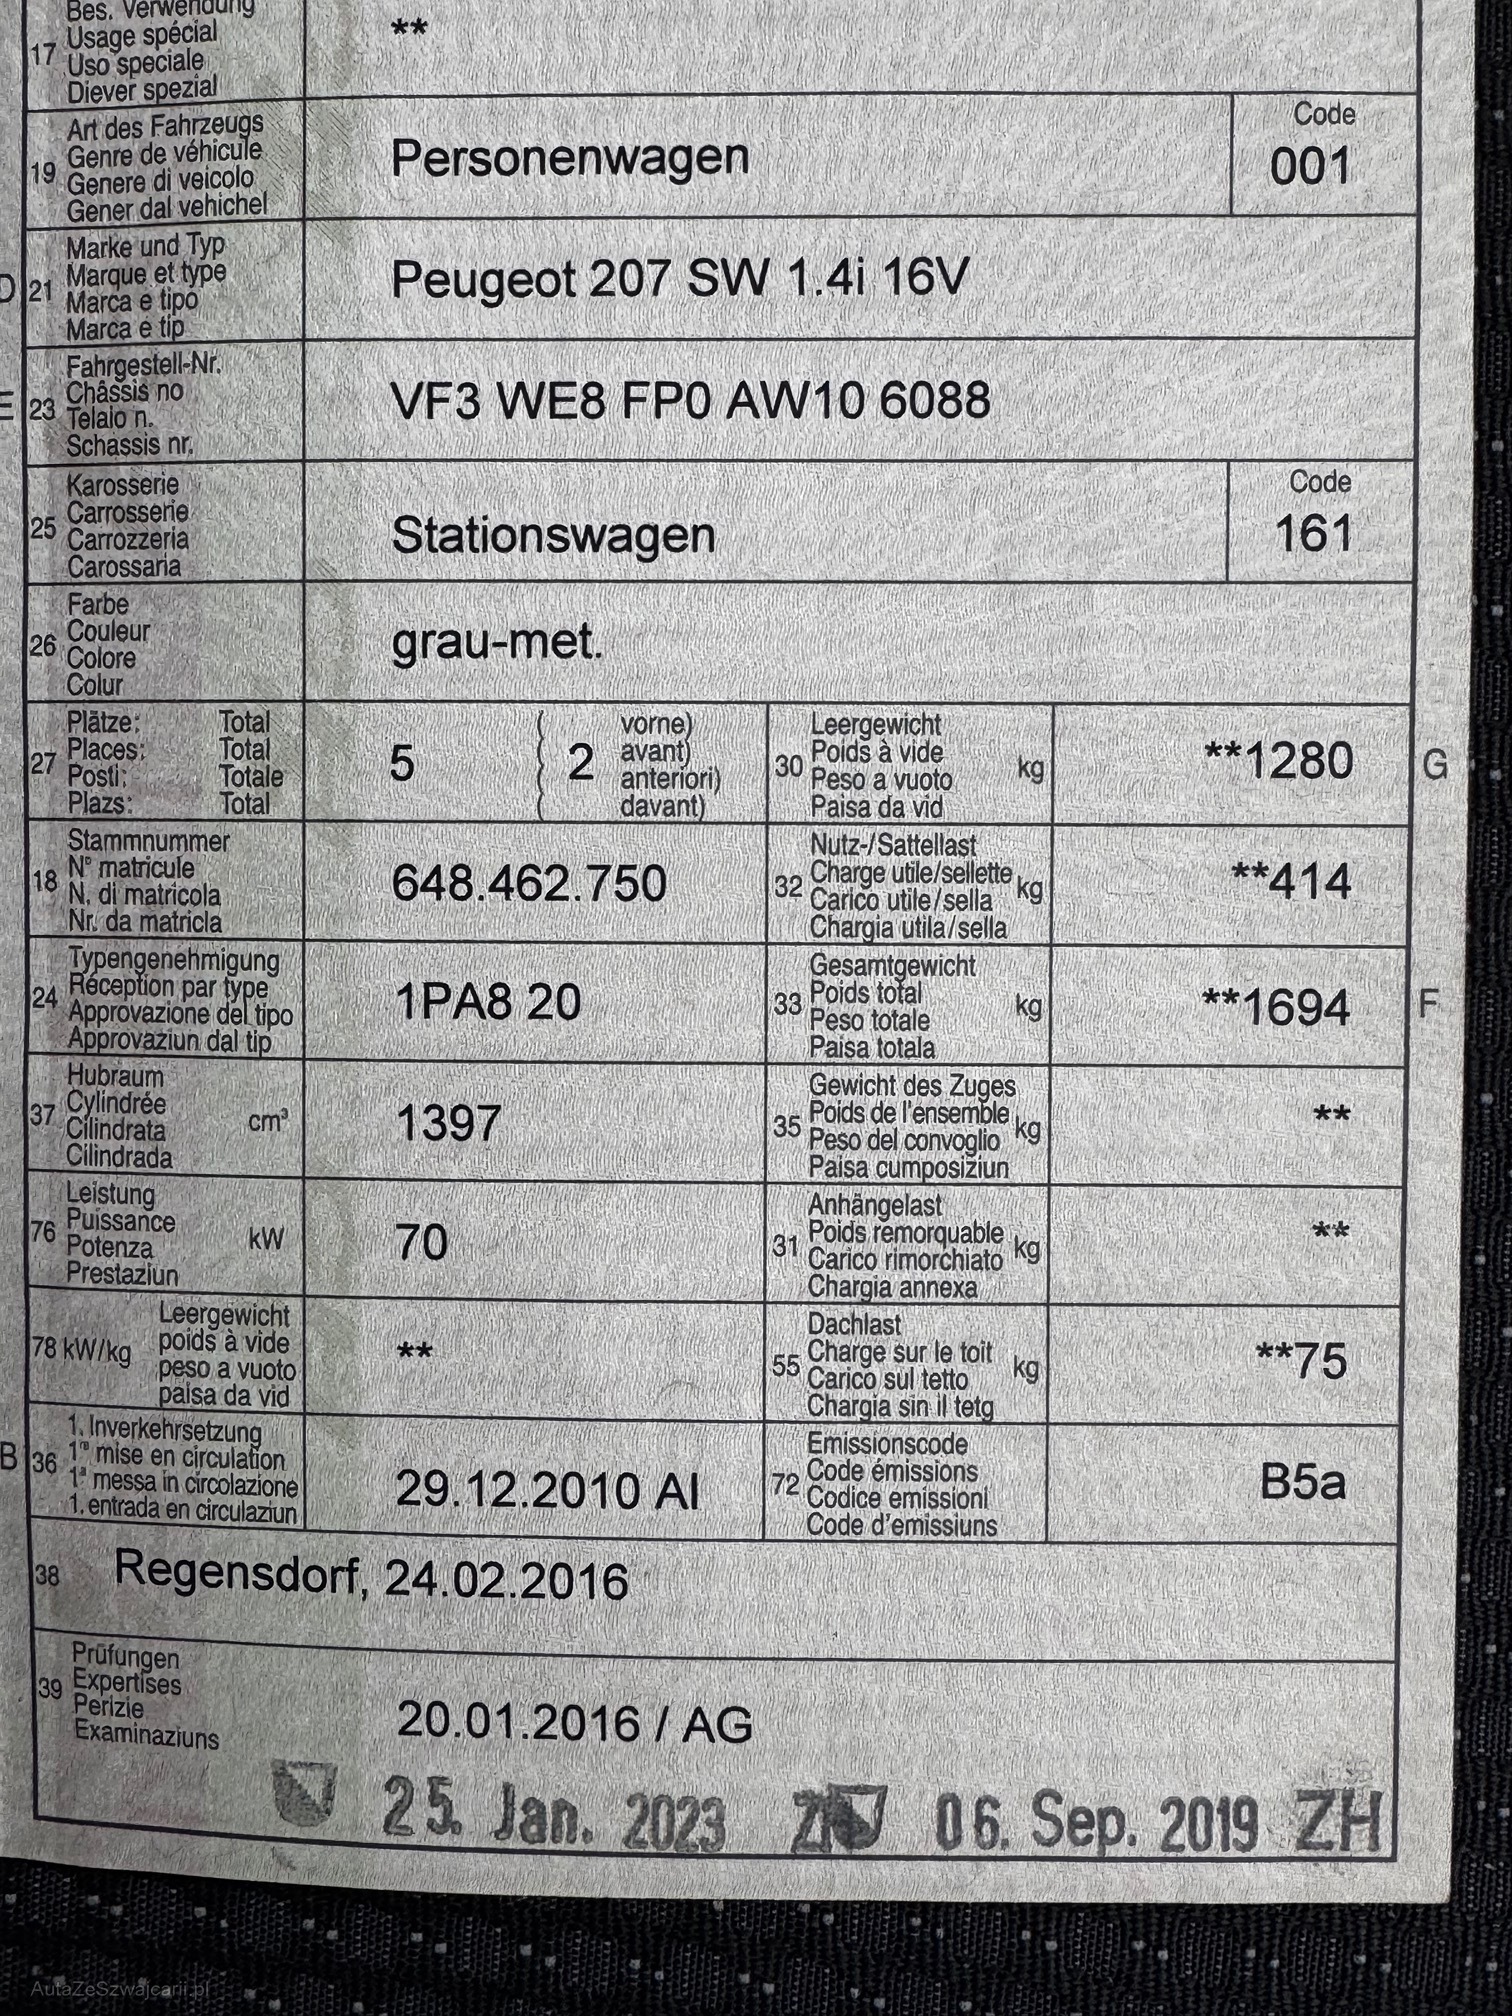 Bes. Verwendung
17 Usage spécial
Uso speciale
Diever spezial
**
19 Art des Fahrzeugs
Genre de véhicule
Genere di veicolo
Gener dal vehichel
Personenwagen
Code
001
D 21 Marke und Typ
Marque et type
Marca e tipo
Marca e tip
Peugeot 207 SW 1.4i 16V
E 23 Fahrgestell-Nr.
Châssis no
Telaio n.
Schassis nr.
VF3 WE8 FP0 AW10 6088
25 Karosserie
Carrosserie
Carrozzeria
Carossaria
Stationswagen
Code
161
26 Farbe
Couleur
Colore
Colur
grau-met.
27 Plätze: Total
Places: Total
Posti: Totale
Plazs: Total
5
2 vorne)
avant)
anteriori)
davant)
30 Leergewicht
Poids à vide
Peso a vuoto
Paisa da vid
kg
**1280 G
18 Stammnummer
N° matricule
N. di matricola
Nr. da matricla
648.462.750
32 Nutz-/Sattellast
Charge utile/sellette
Carico utile/sella
Chargia utila/sella
kg
**414
24 Typengenehmigung
Réception par type
Approvazione del tipo
Approvaziun dal tip
1PA8 20
33 Gesamtgewicht
Poids total
Peso totale
Paisa totala
kg
**1694 F
37 Hubraum
Cylindrée
Cilindrata
Cilindrada
cm³
1397
35 Gewicht des Zuges
Poids de l'ensemble
Peso del convoglio
Paisa cumposiziun
kg
**
76 Leistung
Puissance
Potenza
Prestaziun
kW
70
31 Anhängelast
Poids remorquable
Carico rimorchiato
Chargia annexa
kg
**
78 kW/kg Leergewicht
poids à vide
peso a vuoto
paisa da vid
**
55 Dachlast
Charge sur le toit
Carico sul tetto
Chargia sin il tetg
kg
**75
B 36 1. Inverkehrsetzung
1re mise en circulation
1a messa in circolazione
1. entrada en circulaziun
29.12.2010 AI
72 Emissionscode
Code émissions
Codice emissioni
Code d'emissiuns
B5a
38 Regensdorf, 24.02.2016
39 Prüfungen
Expertises
Perizie
Examinaziuns
20.01.2016 / AG
25. Jan. 2023 06. Sep. 2019 ZH
AutaZeSzwajcarii.pl